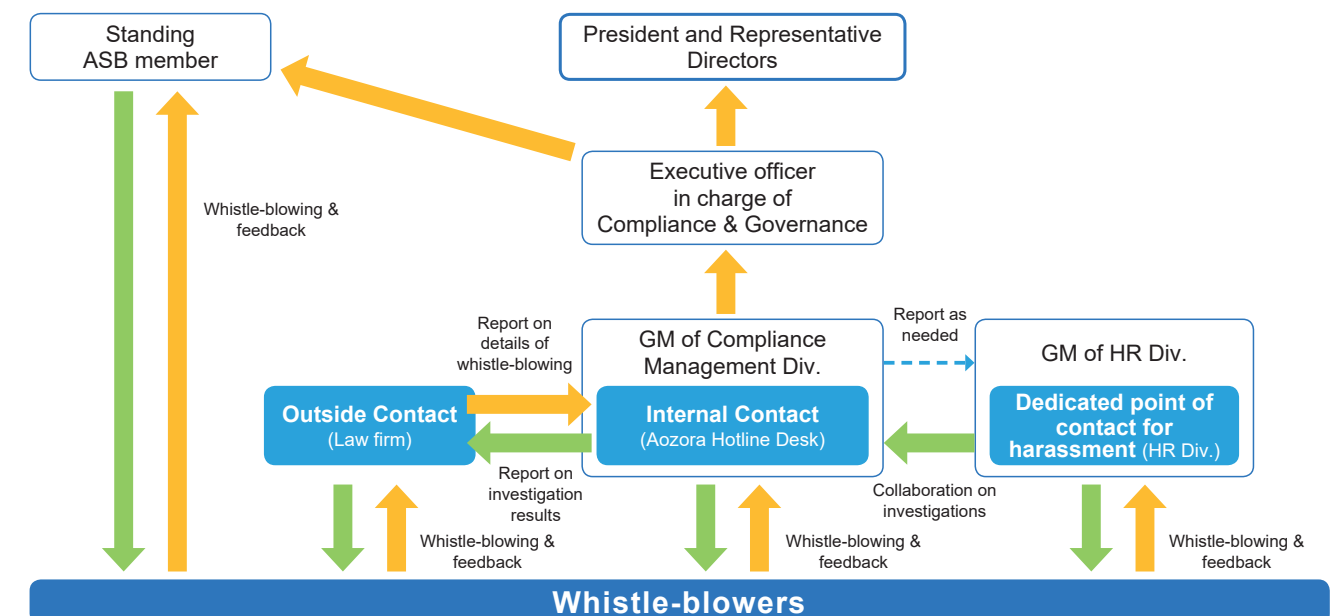 Standing
ASB member
President and Representative
Directors
Executive officer
in charge of
Compliance & Governance
Whistle-blowing &
feedback
Report on
details of
whistle-blowing
GM of Compliance
Management Div.
Report as
needed
GM of HR Div.
Outside Contact
(Law firm)
Internal Contact
(Aozora Hotline Desk)
Dedicated point of
contact for
harassment (HR Div.)
Report on
investigation
results
Collaboration on
investigations
Whistle-blowing &
feedback
Whistle-blowing &
feedback
Whistle-blowing &
feedback
Whistle-blowers